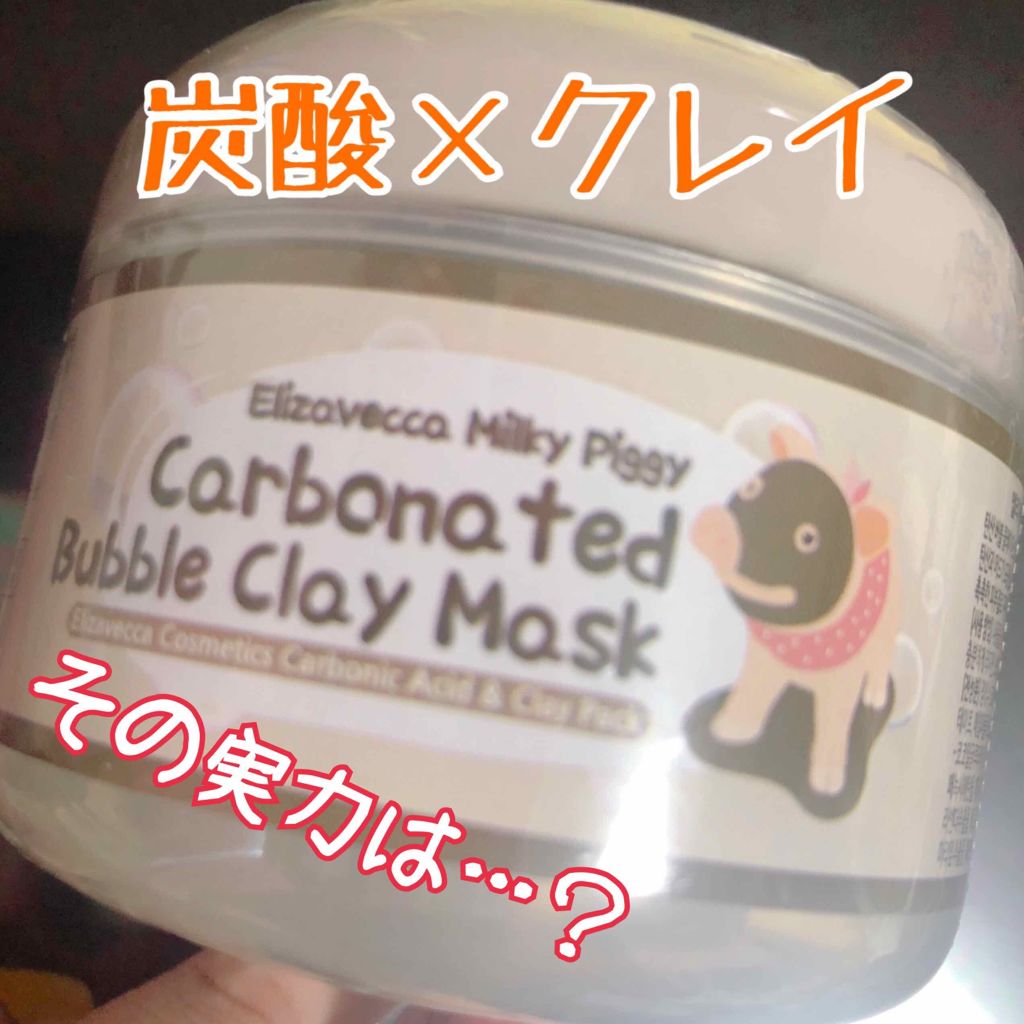 炭酸×クレイ
Elizavecca Milky Piggy
Carbonated
Bubble Clay Mask
Elizavecca Cosmetics Carbonic Acid & Clay Pack
その実力は…?